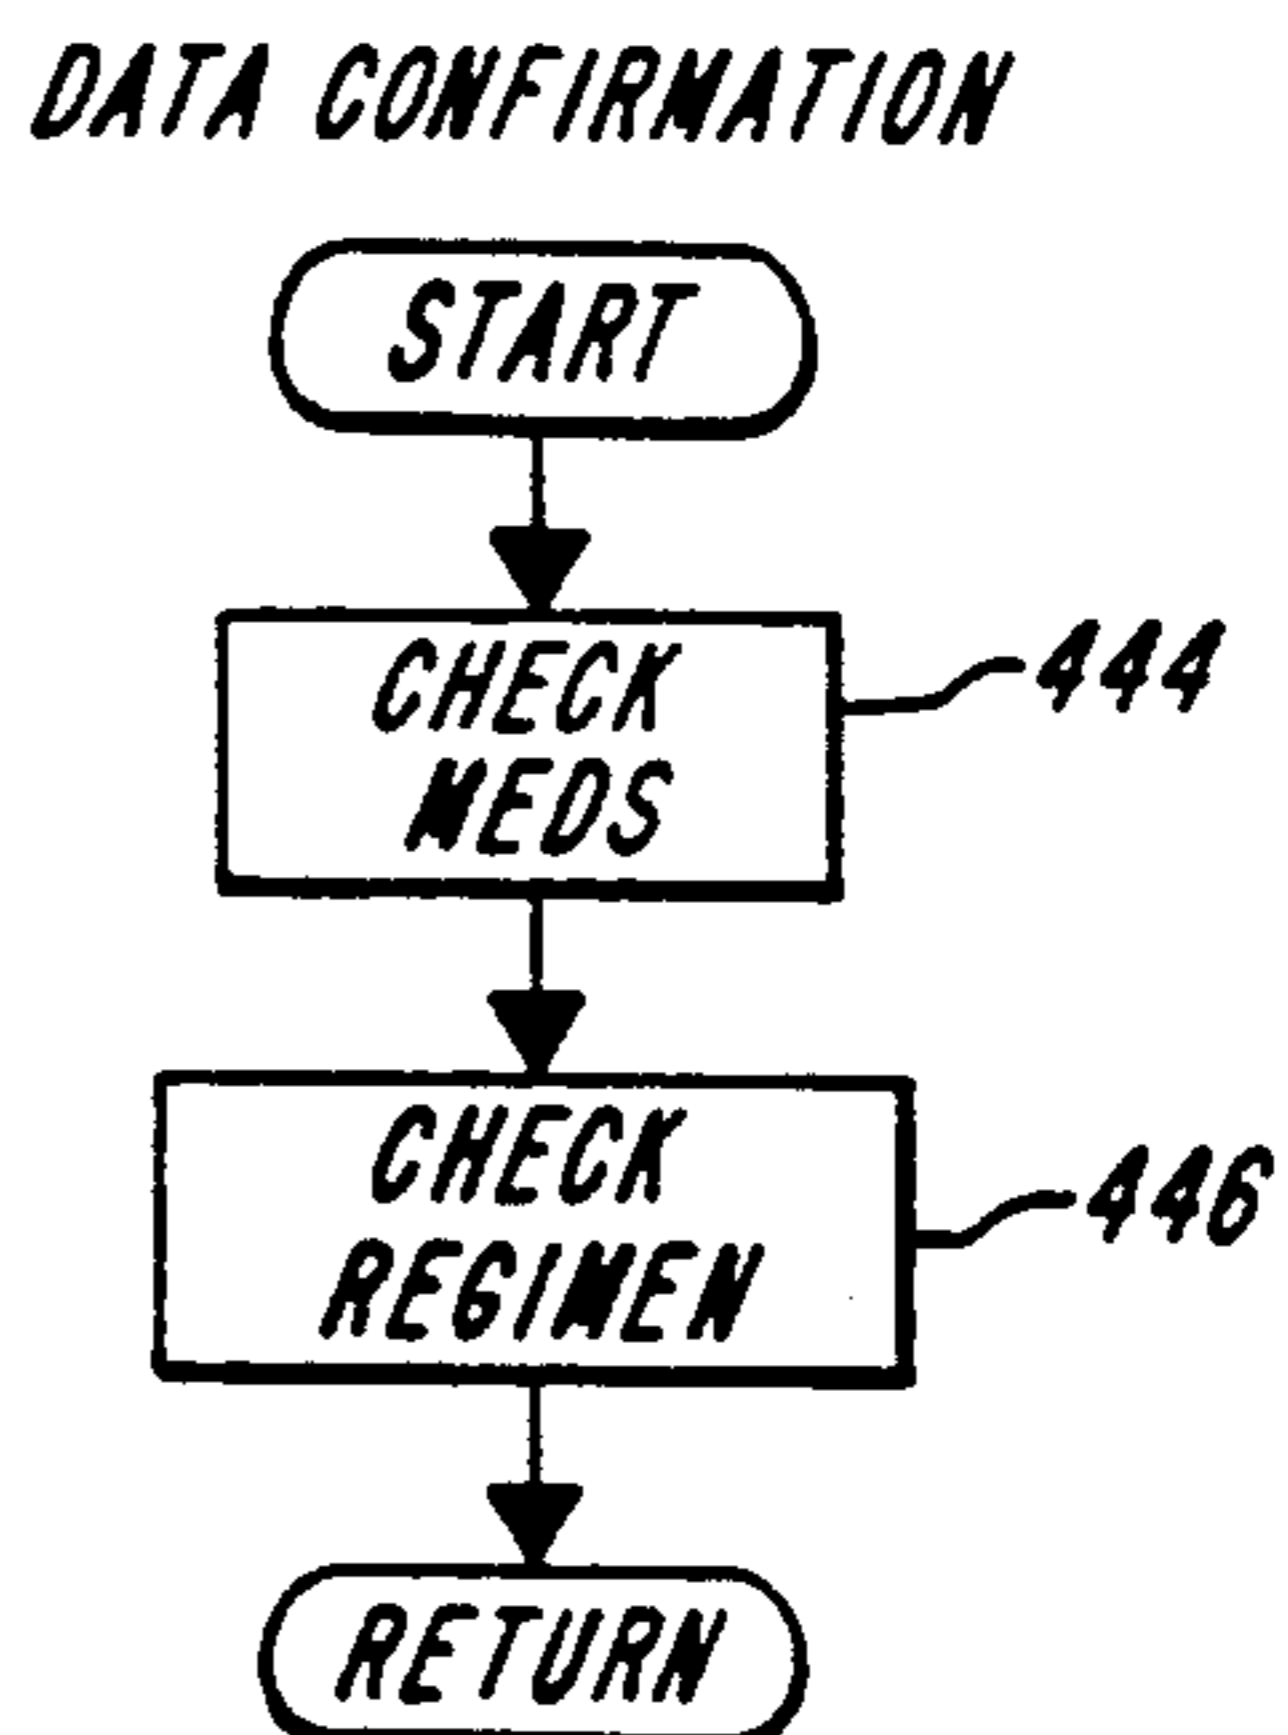 DATA CONFIRMATION
START
CHECK
MEDS
444
CHECK
REGIMEN
446
RETURN